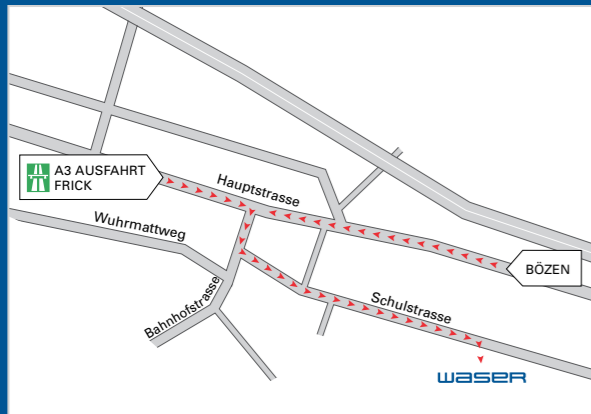 A3 AUSFAHRT
FRICK
Hauptstrasse
Wuhrmattweg
BÖZEN
Bahnhofstrasse
Schulstrasse
waser